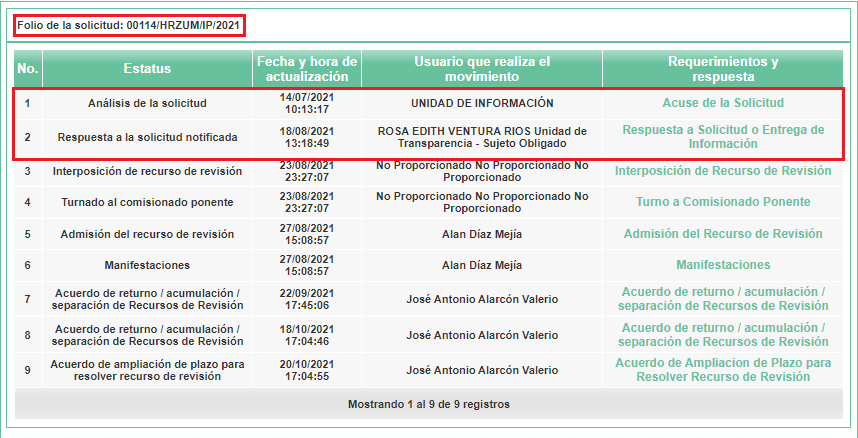 Folio de la solicitud: 00114/HRZUM/IP/2021
No. Estatus Fecha y hora de actualización Usuario que realiza el movimiento Requerimientos y respuesta
1 Análisis de la solicitud 14/07/2021 10:13:17 UNIDAD DE INFORMACIÓN Acuse de la Solicitud
2 Respuesta a la solicitud notificada 18/08/2021 13:18:49 ROSA EDITH VENTURA RIOS Unidad de Transparencia - Sujeto Obligado Respuesta a Solicitud o Entrega de Información
3 Interposición de recurso de revisión 23/08/2021 23:27:07 No Proporcionado No Proporcionado No Proporcionado Interposición de Recurso de Revisión
4 Turnado al comisionado ponente 23/08/2021 23:27:07 No Proporcionado No Proporcionado No Proporcionado Turno a Comisionado Ponente
5 Admisión del recurso de revisión 27/08/2021 15:08:57 Alan Díaz Mejía Admisión del Recurso de Revisión
6 Manifestaciones 27/08/2021 15:08:57 Alan Díaz Mejía Manifestaciones
7 Acuerdo de returno / acumulación / separación de Recursos de Revisión 22/09/2021 17:45:06 José Antonio Alarcón Valerio Acuerdo de returno / acumulación / separación de Recursos de Revisión
8 Acuerdo de returno / acumulación / separación de Recursos de Revisión 18/10/2021 17:04:46 José Antonio Alarcón Valerio Acuerdo de returno / acumulación / separación de Recursos de Revisión
9 Acuerdo de ampliación de plazo para resolver recurso de revisión 20/10/2021 17:04:55 José Antonio Alarcón Valerio Acuerdo de Ampliacion de Plazo para Resolver Recurso de Revisión
Mostrando 1 al 9 de 9 registros